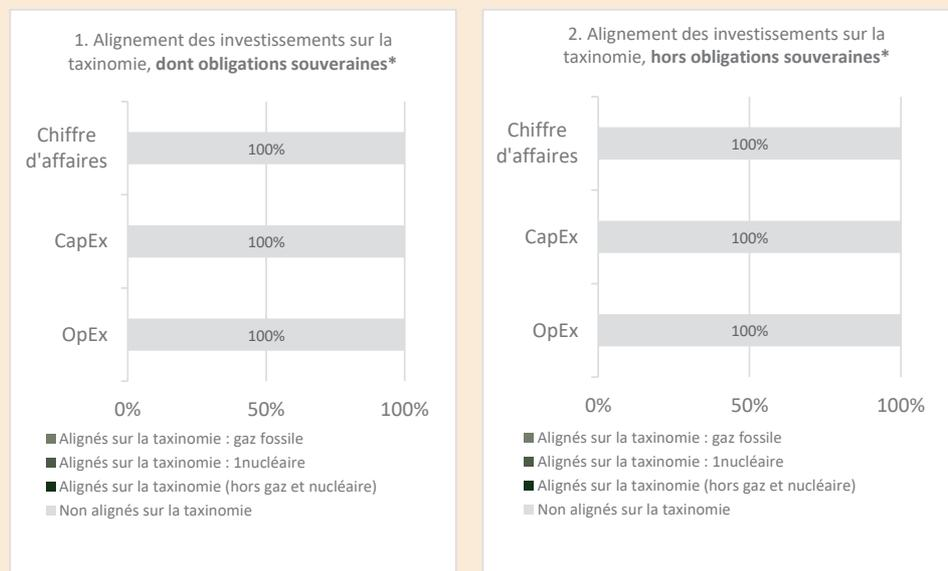 1. Alignement des investissements sur la
taxinomie, dont obligations souveraines*
Chiffre
d'affaires
100%
CapEx
100%
OpEx
100%
0% 50% 100%
Alignés sur la taxinomie : gaz fossile
Alignés sur la taxinomie : 1nucléaire
Alignés sur la taxinomie (hors gaz et nucléaire)
Non alignés sur la taxinomie
2. Alignement des investissements sur la
taxinomie, hors obligations souveraines*
Chiffre
d'affaires
100%
CapEx
100%
OpEx
100%
0% 50% 100%
Alignés sur la taxinomie : gaz fossile
Alignés sur la taxinomie : 1nucléaire
Alignés sur la taxinomie (hors gaz et nucléaire)
Non alignés sur la taxinomie